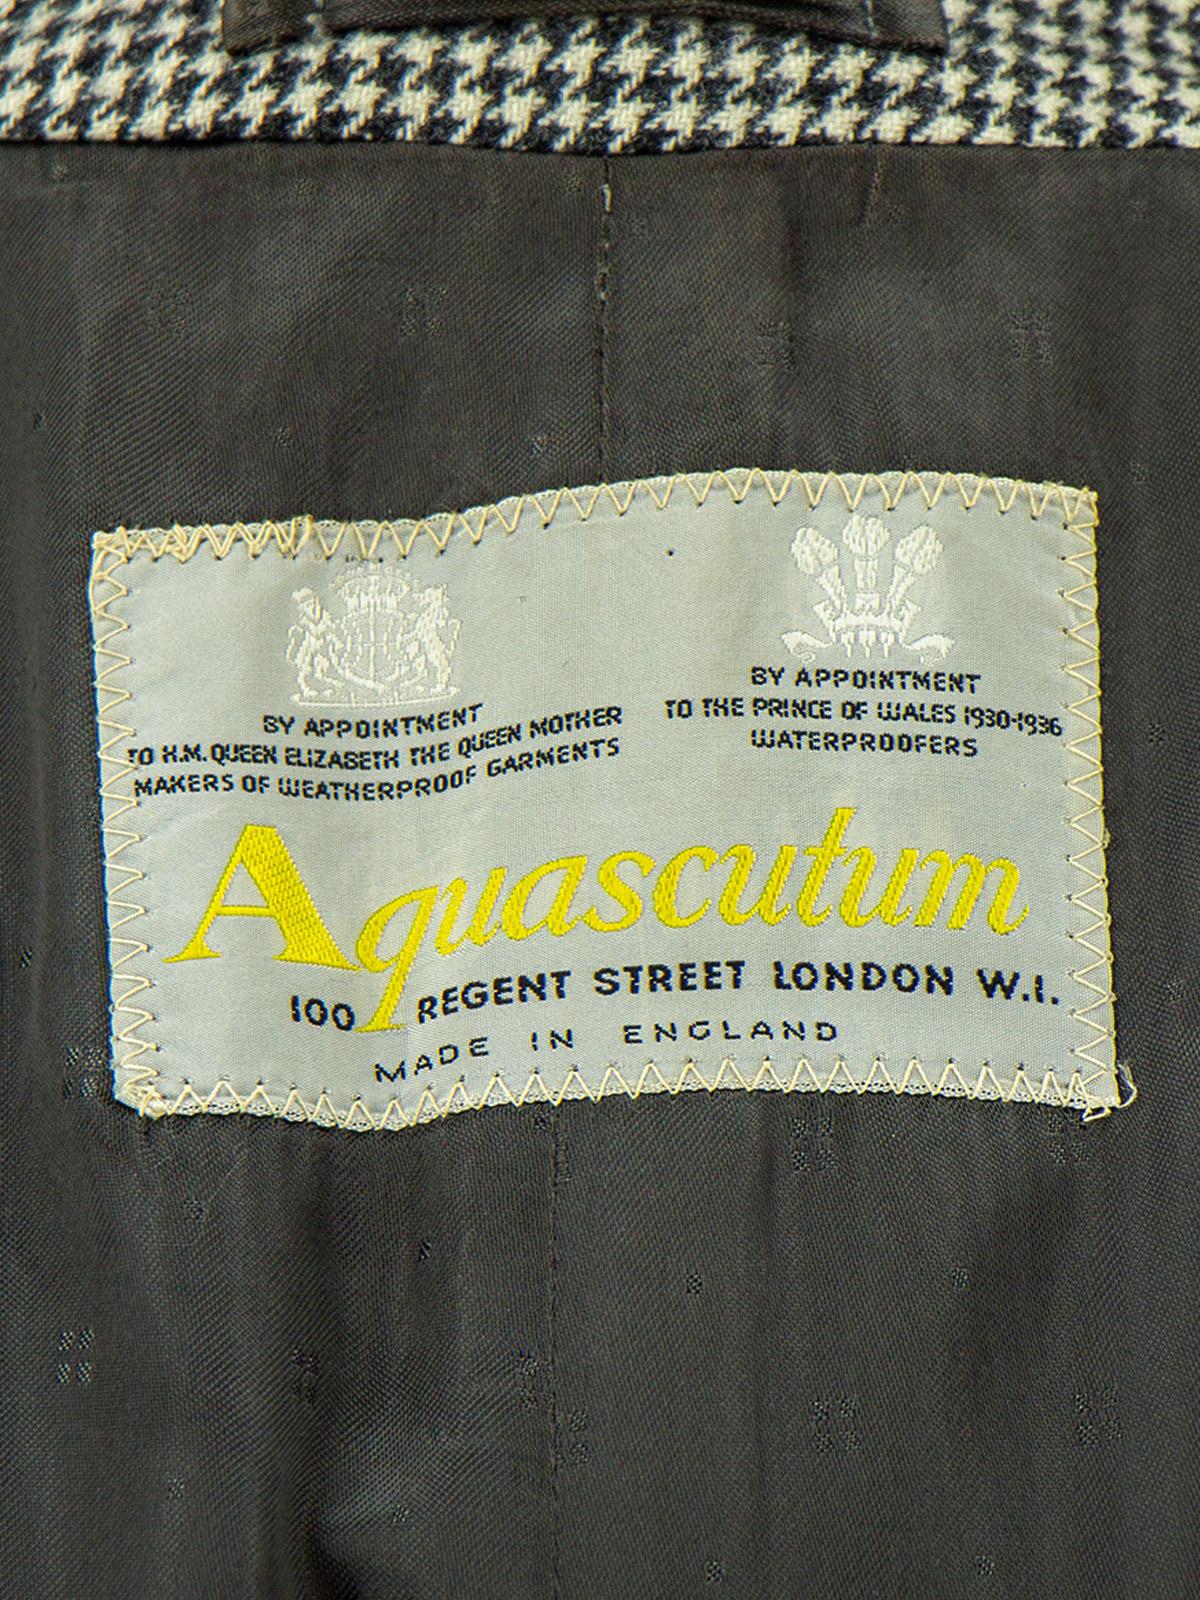 BY APPOINTMENT
TO H.M. QUEEN ELIZABETH THE QUEEN MOTHER
MAKERS OF WEATHERPROOF GARMENTS
BY APPOINTMENT
TO THE PRINCE OF WALES 1930-1936
WATERPROOFERS
Aquascutum
100 REGENT STREET LONDON W.1.
MADE IN ENGLAND